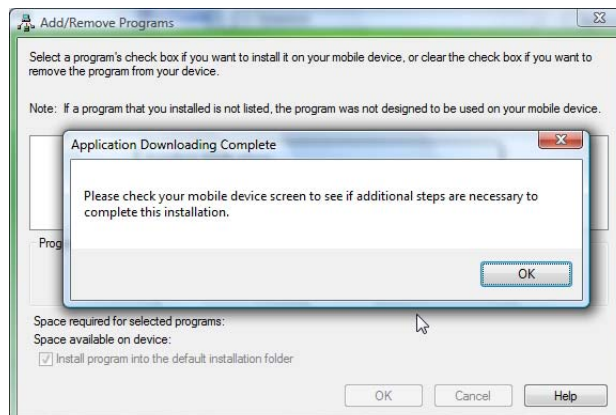 Add/Remove Programs
Select a program's check box if you want to install it on your mobile device, or clear the check box if you want to
remove the program from your device.
Note: If a program that you installed is not listed, the program was not designed to be used on your mobile device.
Application Downloading Complete
Please check your mobile device screen to see if additional steps are necessary to
complete this installation.
OK
Space required for selected programs:
Space available on device:
Install program into the default installation folder
OK Cancel Help